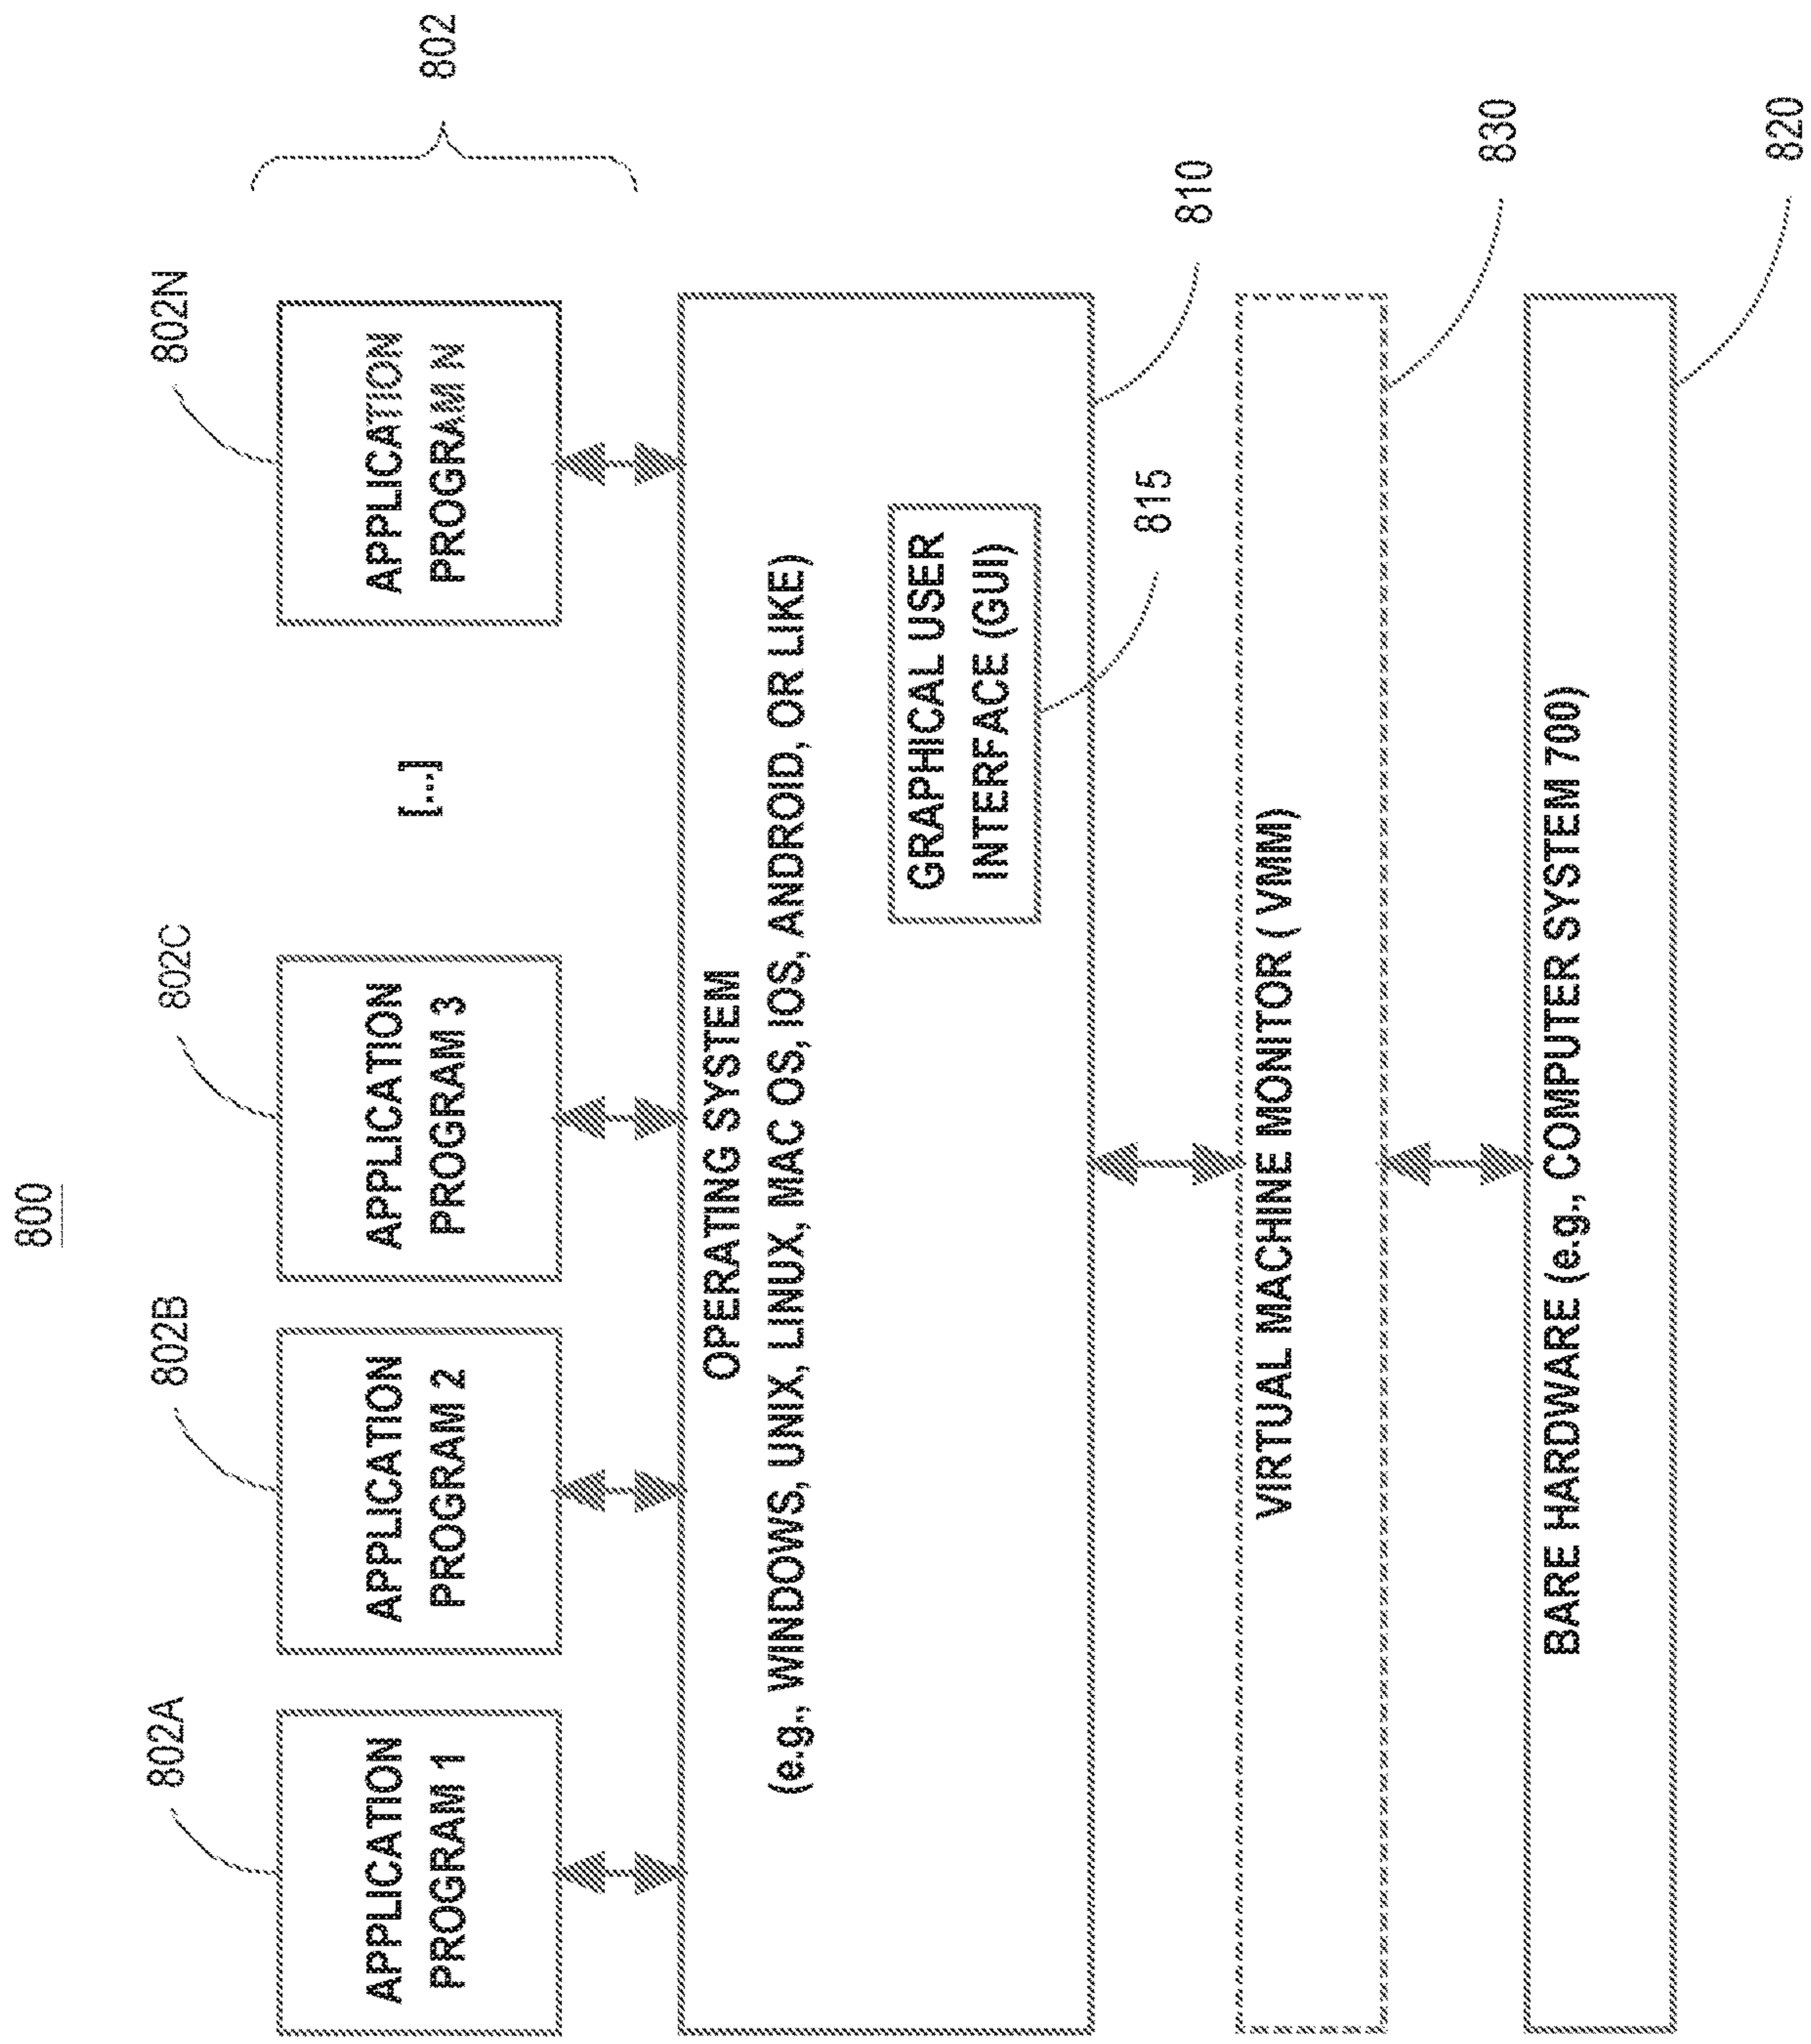 800
802A
802B
802C
802N
802
APPLICATION
PROGRAM 1
APPLICATION
PROGRAM 2
APPLICATION
PROGRAM 3
[...]
APPLICATION
PROGRAM N
OPERATING SYSTEM
(e.g., WINDOWS, UNIX, LINUX, MAC OS, IOS, ANDROID, OR LIKE)
GRAPHICAL USER
INTERFACE (GUI)
815
810
VIRTUAL MACHINE MONITOR ( VMM)
830
BARE HARDWARE (e.g., COMPUTER SYSTEM 700)
820